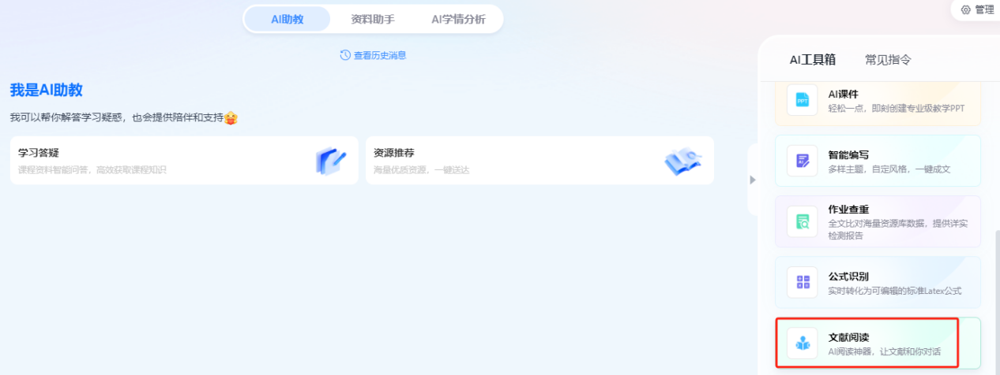 AI助教
资料助手
AI学情分析
管理
查看历史消息
AI工具箱
常见指令
我是AI助教
我可以帮你解答学习疑惑，也会提供陪伴和支持
学习答疑
课程资料智能问答，高效获取课程知识
资源推荐
海量优质资源，一键送达
PPT
AI课件
轻松一点，即刻创建专业级教学PPT
AI
智能编写
多样主题，自定风格，一键成文
作业查重
全文比对海量资源库数据，提供详实
检测报告
公式识别
实时转化为可编辑的标准Latex公式
文献阅读
AI阅读神器，让文献和你对话